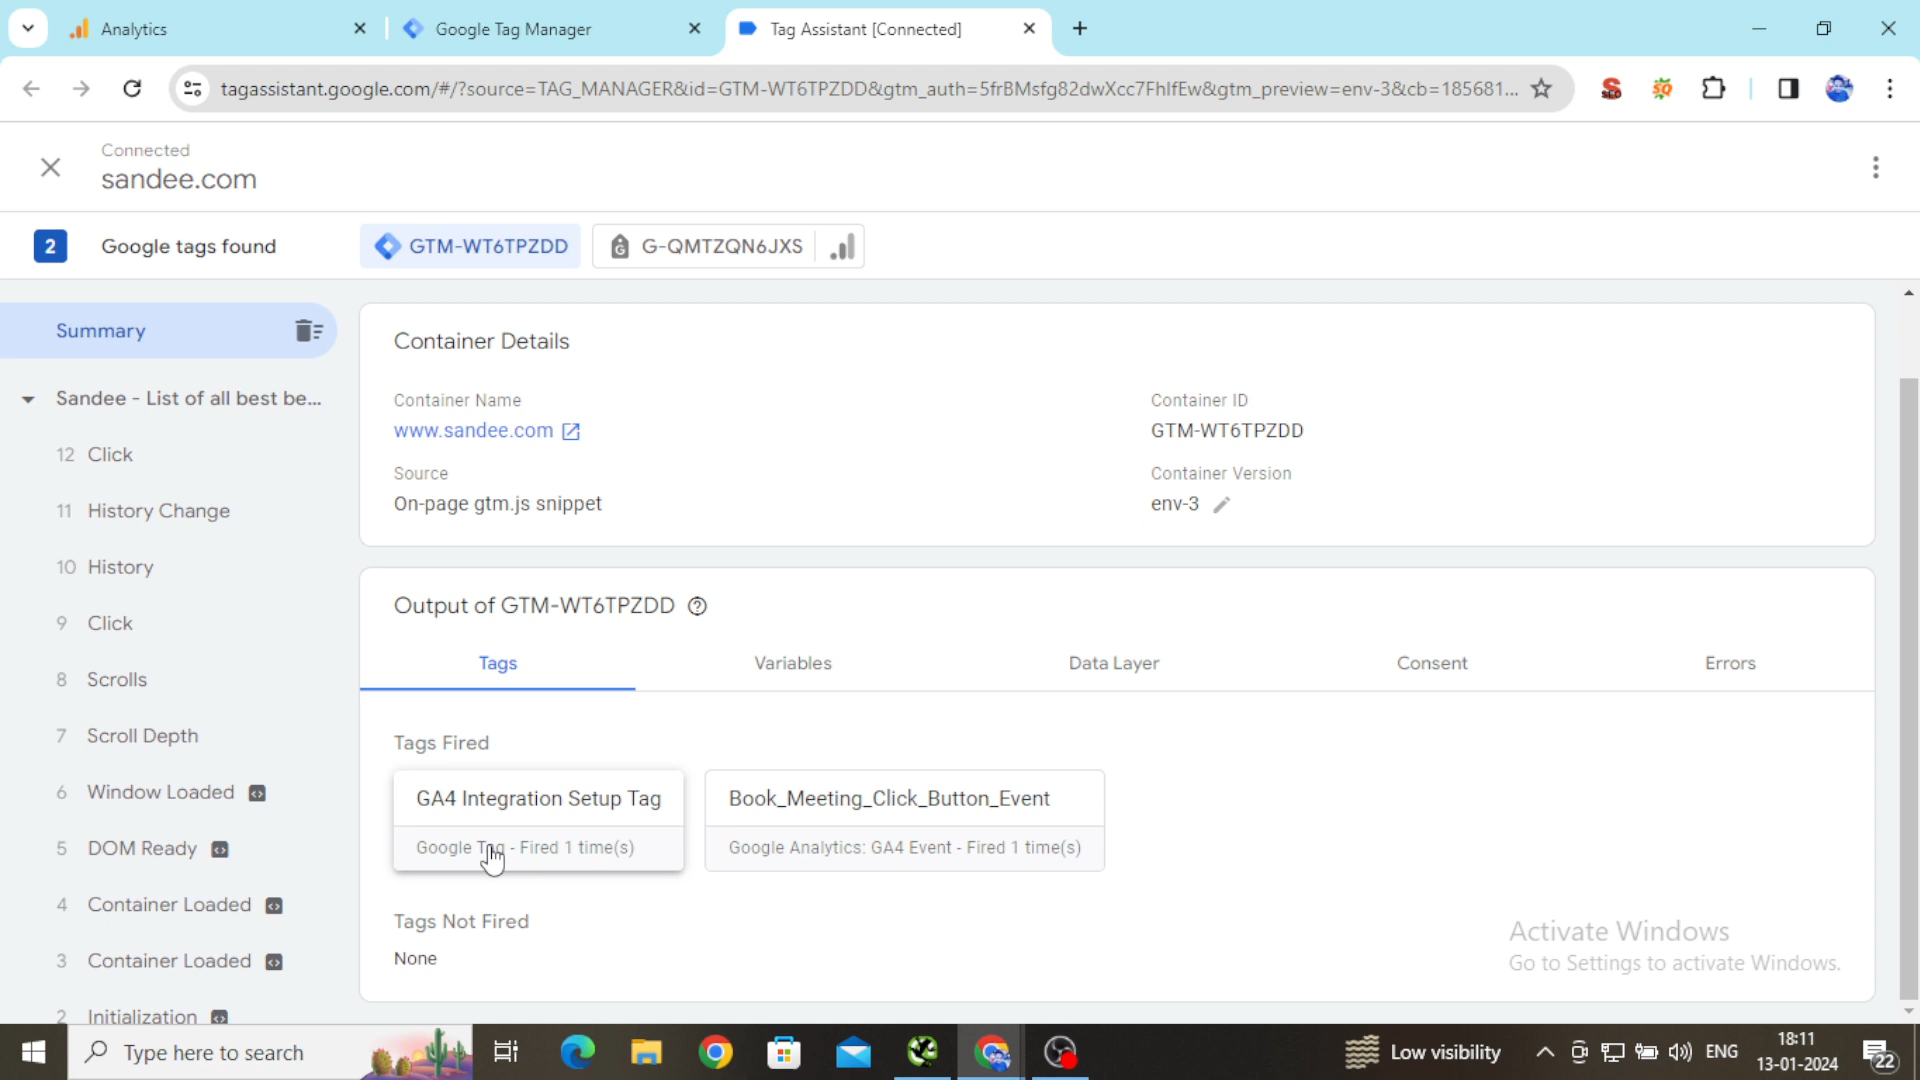 Analytics
Google Tag Manager
Tag Assistant [Connected]
tagassistant.google.com/#/?source=TAG_MANAGER&id=GTM-WT6TPZDD&gtm_auth=5frBMsfg82dwXcc7FhIfEw&gtm_preview=env-3&cb=185681...
Connected
sandee.com
2 Google tags found GTM-WT6TPZDD G-QMTZQN6JXS
Summary
Sandee - List of all best be...
12 Click
11 History Change
10 History
9 Click
8 Scrolls
7 Scroll Depth
6 Window Loaded
5 DOM Ready
4 Container Loaded
3 Container Loaded
2 Initialization
Container Details
Container Name
www.sandee.com
Container ID
GTM-WT6TPZDD
Source
On-page gtm.js snippet
Container Version
env-3
Output of GTM-WT6TPZDD
Tags Variables Data Layer Consent Errors
Tags Fired
GA4 Integration Setup Tag
Google Tag - Fired 1 time(s)
Book_Meeting_Click_Button_Event
Google Analytics: GA4 Event - Fired 1 time(s)
Tags Not Fired
None
Activate Windows
Go to Settings to activate Windows.
Type here to search
Low visibility
ENG
18:11
13-01-2024
22